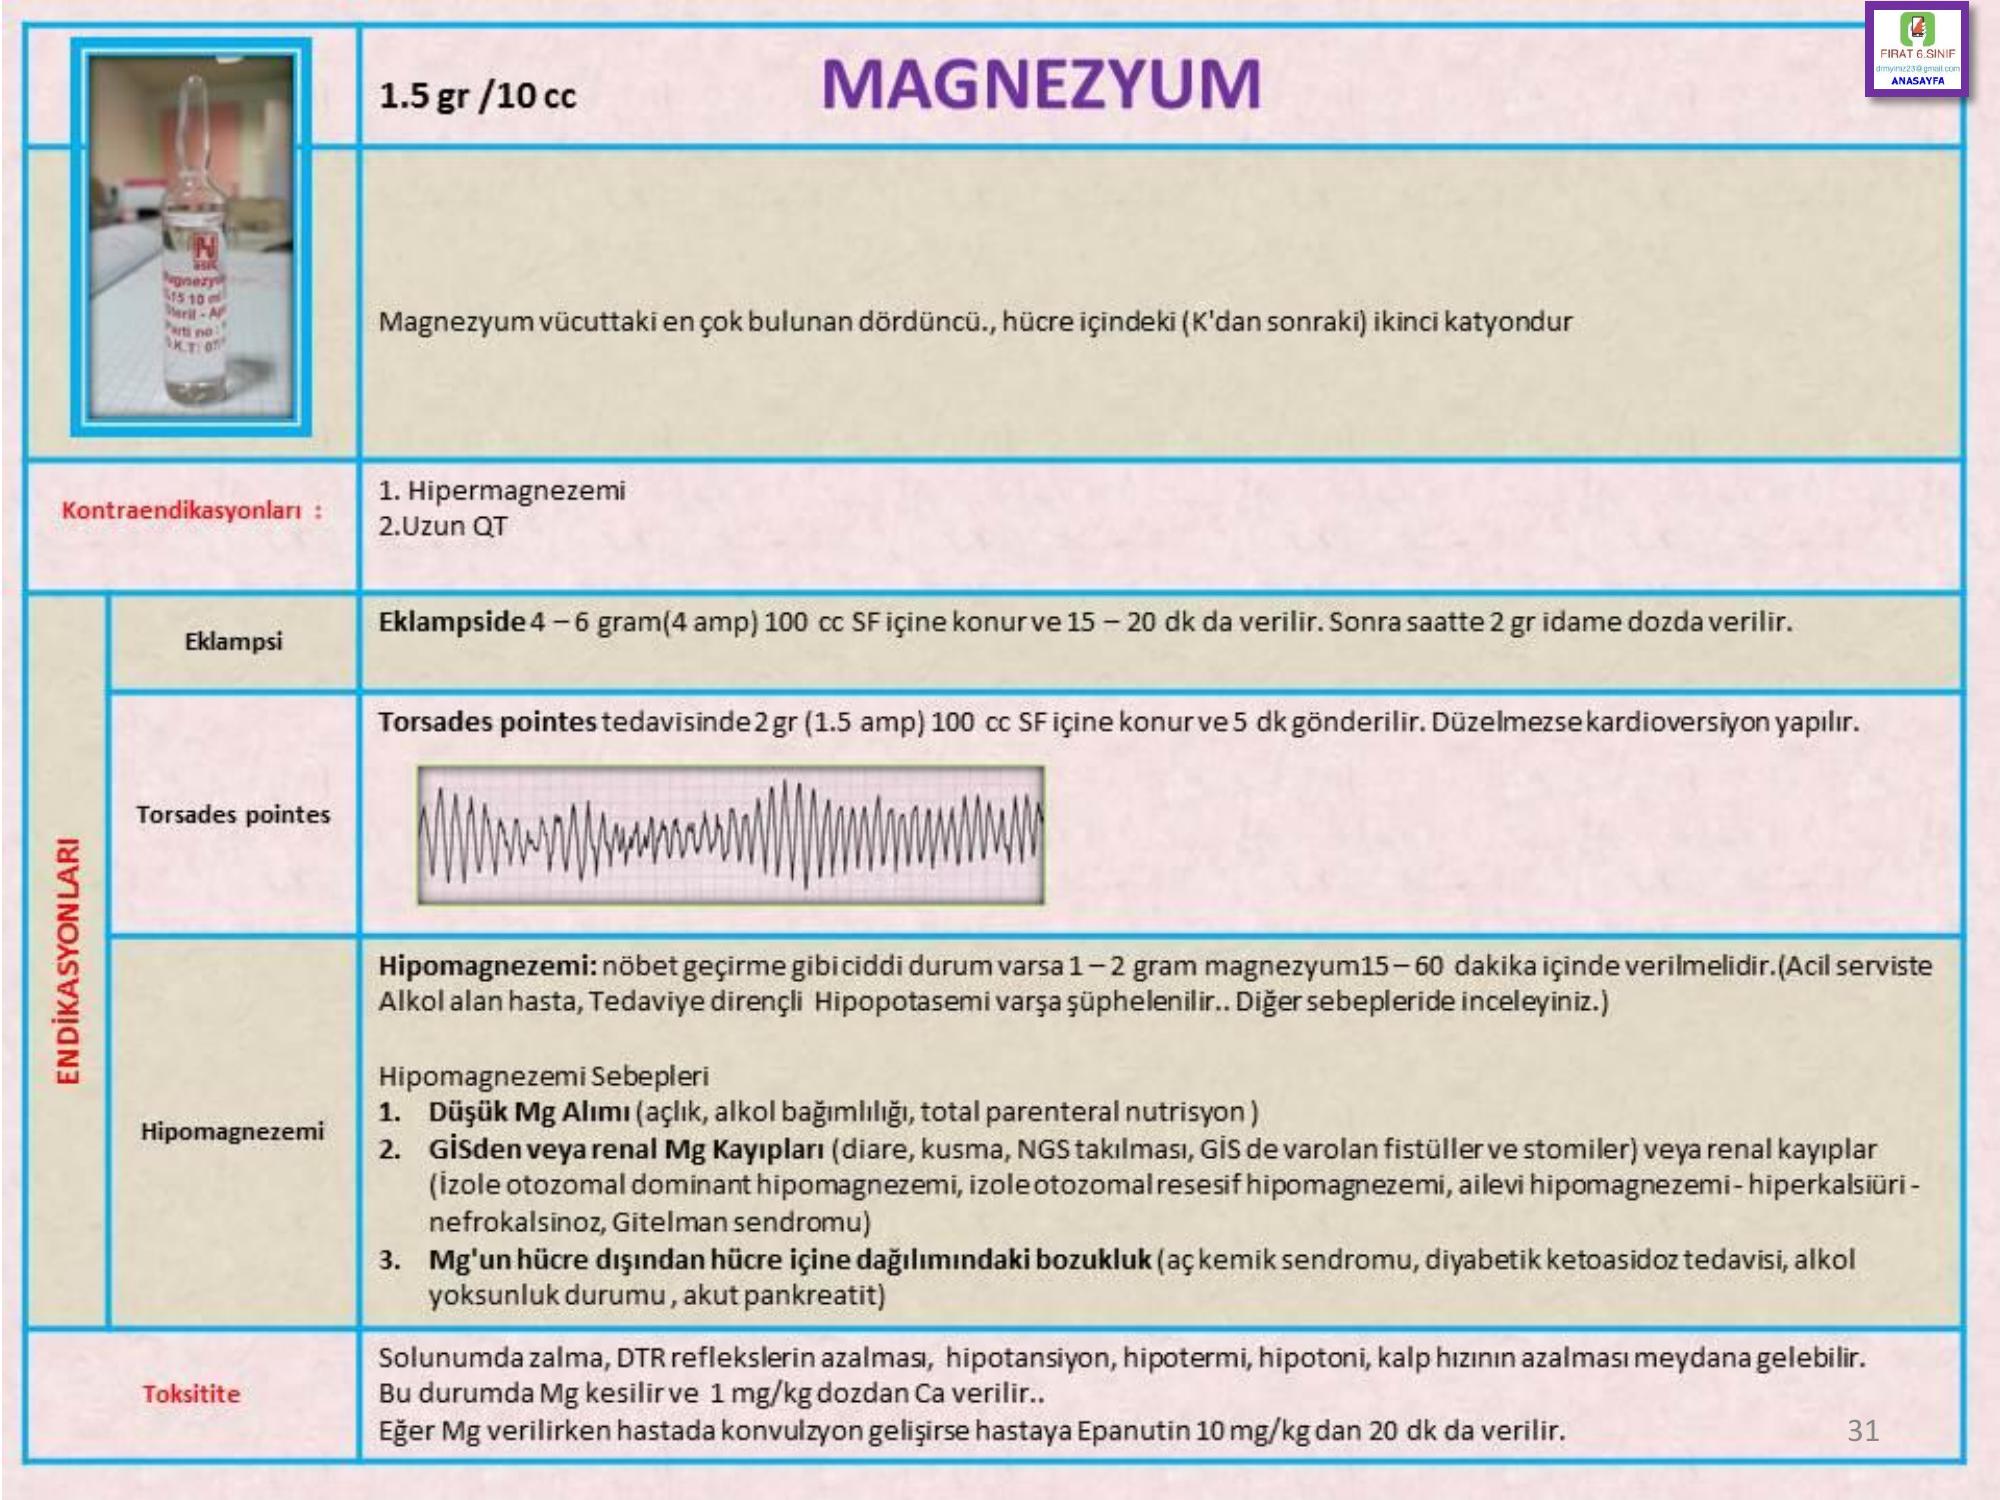 FIRAT 6.SINIF
drmyilniz23@gmail.com
ANASAYFA
1.5 gr /10 cc
MAGNEZYUM
15 10
Parti no :
Magnezyum vücuttaki en çok bulunan dördüncü., hücre içindeki (K'dan sonraki) ikinci katyondur
Kontraendikasyonları :
1. Hipermagnezemi
2.Uzun QT
ENDİKASYONLARI
Eklampsi
Eklampside 4 – 6 gram(4 amp) 100 cc SF içine konur ve 15 – 20 dk da verilir. Sonra saatte 2 gr idame dozda verilir.
Torsades pointes
Torsades pointes tedavisinde 2 gr (1.5 amp) 100 cc SF içine konur ve 5 dk gönderilir. Düzelmezse kardioversiyon yapılır.
Hipomagnezemi
Hipomagnezemi: nöbet geçirme gibi ciddi durum varsa 1 – 2 gram magnezyum15 – 60 dakika içinde verilmelidir.(Acil serviste
Alkol alan hasta, Tedaviye dirençli Hipopotasemi varşa şüphelenilir.. Diğer sebepleride inceleyiniz.)
Hipomagnezemi Sebepleri
1. Düşük Mg Alımı (açlık, alkol bağımlılığı, total parenteral nutrisyon )
2. GİSden veya renal Mg Kayıpları (diare, kusma, NGS takılması, GİS de varolan fistüller ve stomiler) veya renal kayıplar
(İzole otozomal dominant hipomagnezemi, izole otozomal resesif hipomagnezemi, ailevi hipomagnezemi - hiperkalsiüri -
nefrokalsinoz, Gitelman sendromu)
3. Mg'un hücre dışından hücre içine dağılımındaki bozukluk (aç kemik sendromu, diyabetik ketoasidoz tedavisi, alkol
yoksunluk durumu , akut pankreatit)
Toksitite
Solunumda zalma, DTR reflekslerin azalması, hipotansiyon, hipotermi, hipotoni, kalp hızının azalması meydana gelebilir.
Bu durumda Mg kesilir ve 1 mg/kg dozdan Ca verilir..
Eğer Mg verilirken hastada konvulzyon gelişirse hastaya Epanutin 10 mg/kg dan 20 dk da verilir.
31